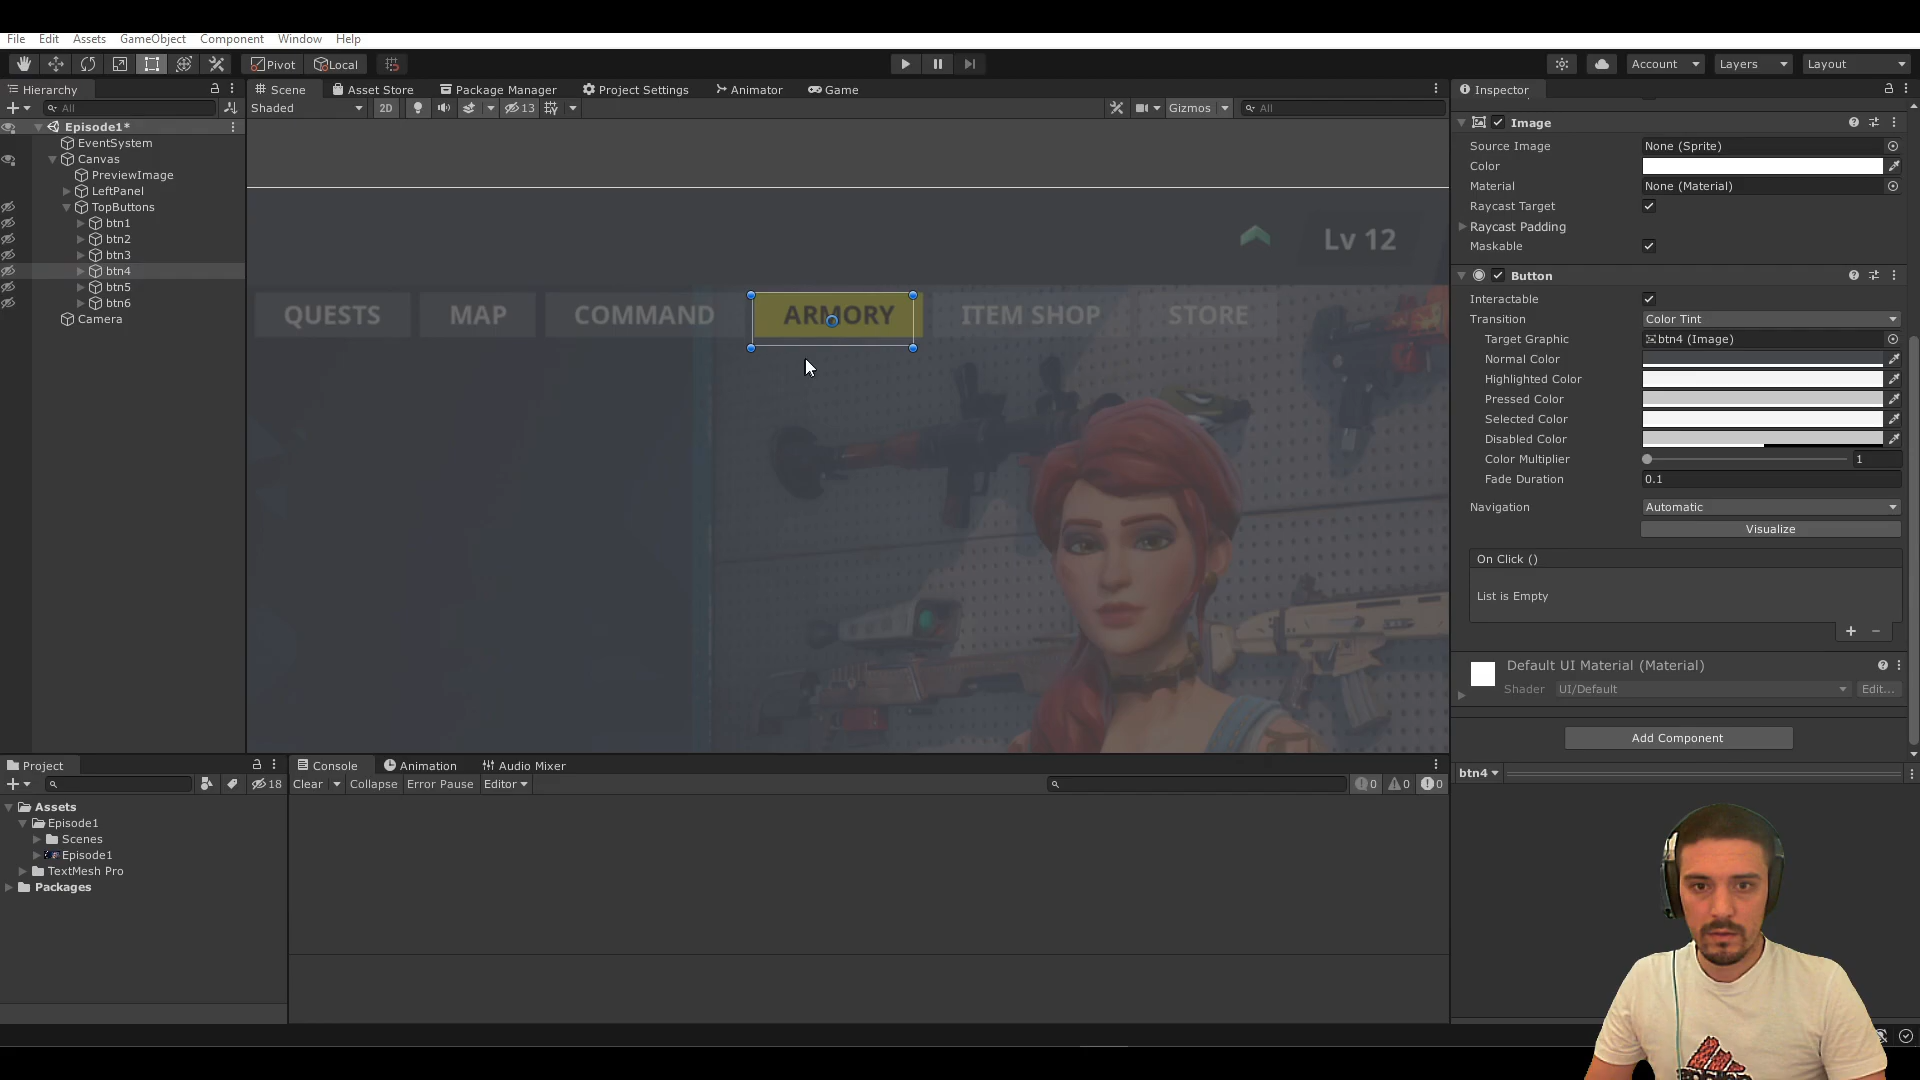 File Edit Assets GameObject Component Window Help
Pivot Local Account Layers Layout
Hierarchy
All
Episode1*
EventSystem
Canvas
PreviewImage
LeftPanel
TopButtons
btn1
btn2
btn3
btn4
btn5
btn6
Camera
Scene Asset Store Package Manager Project Settings Animator Game
Shaded 2D 13 Gizmos All
Lv 12
QUESTS MAP COMMAND ARMORY ITEM SHOP STORE
Inspector
Image
Source Image None (Sprite)
Color
Material None (Material)
Raycast Target
Raycast Padding
Maskable
Button
Interactable
Transition Color Tint
Target Graphic btn4 (Image)
Normal Color
Highlighted Color
Pressed Color
Selected Color
Disabled Color
Color Multiplier 1
Fade Duration 0.1
Navigation Automatic
Visualize
On Click ()
List is Empty
Default UI Material (Material)
Shader UI/Default Edit...
Add Component
btn4
Project
18
Assets
Episode1
Scenes
Episode1
TextMesh Pro
Packages
Console Animation Audio Mixer
Clear Collapse Error Pause Editor 0 0 0